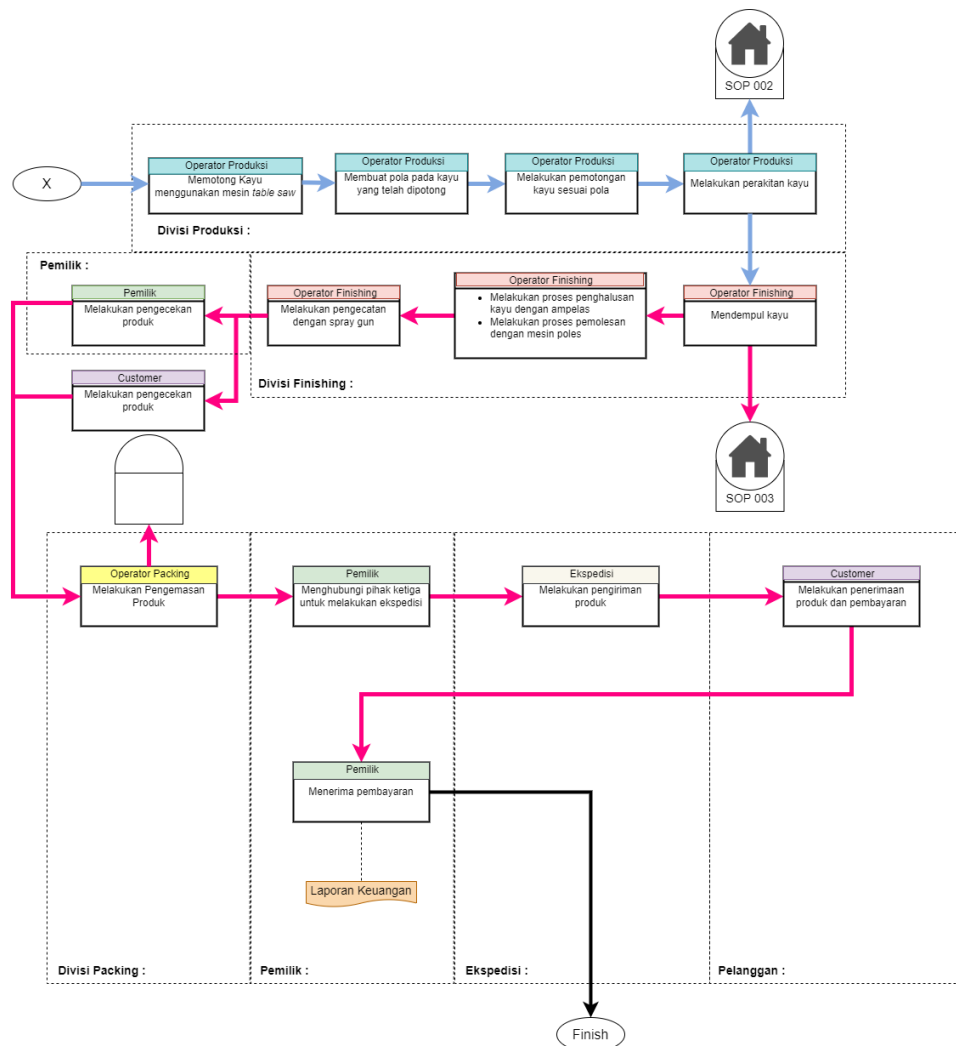 SOP 002
X
Operator Produksi
Memotong Kayu
menggunakan mesin table saw
Operator Produksi
Membuat pola pada kayu
yang telah dipotong
Operator Produksi
Melakukan pemotongan
kayu sesuai pola
Operator Produksi
Melakukan perakitan kayu
Divisi Produksi :
Pemilik :
Pemilik
Melakukan pengecekan
produk
Operator Finishing
Melakukan pengecatan
dengan spray gun
Operator Finishing
Melakukan proses penghalusan
kayu dengan ampelas
Melakukan proses pemolesan
dengan mesin poles
Operator Finishing
Mendempul kayu
Divisi Finishing :
Customer
Melakukan pengecekan
produk
SOP 003
Operator Packing
Melakukan Pengemasan
Produk
Pemilik
Menghubungi pihak ketiga
untuk melakukan ekspedisi
Ekspedisi
Melakukan pengiriman
produk
Customer
Melakukan penerimaan
produk dan pembayaran
Pemilik
Menerima pembayaran
Laporan Keuangan
Divisi Packing :
Pemilik :
Ekspedisi :
Pelanggan :
Finish